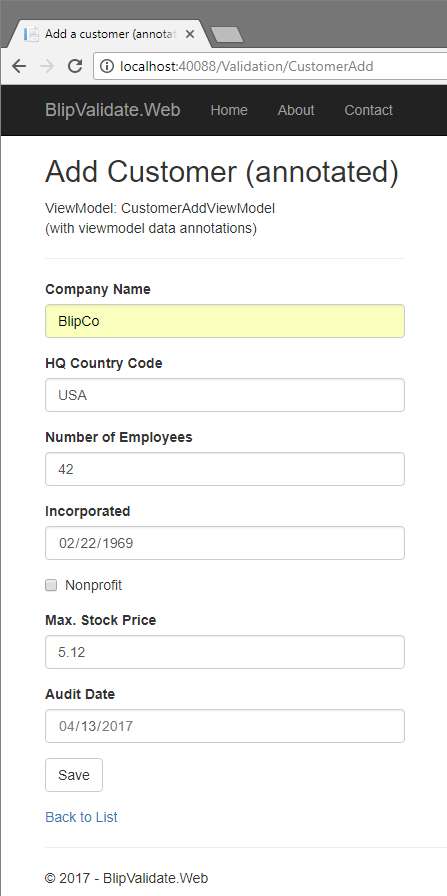 Add a customer (annotat
localhost:40088/Validation/CustomerAdd
BlipValidate.Web Home About Contact
Add Customer (annotated)
ViewModel: CustomerAddViewModel
(with viewmodel data annotations)
Company Name
BlipCo
HQ Country Code
USA
Number of Employees
42
Incorporated
02/22/1969
Nonprofit
Max. Stock Price
5.12
Audit Date
04/13/2017
Save
Back to List
© 2017 - BlipValidate.Web